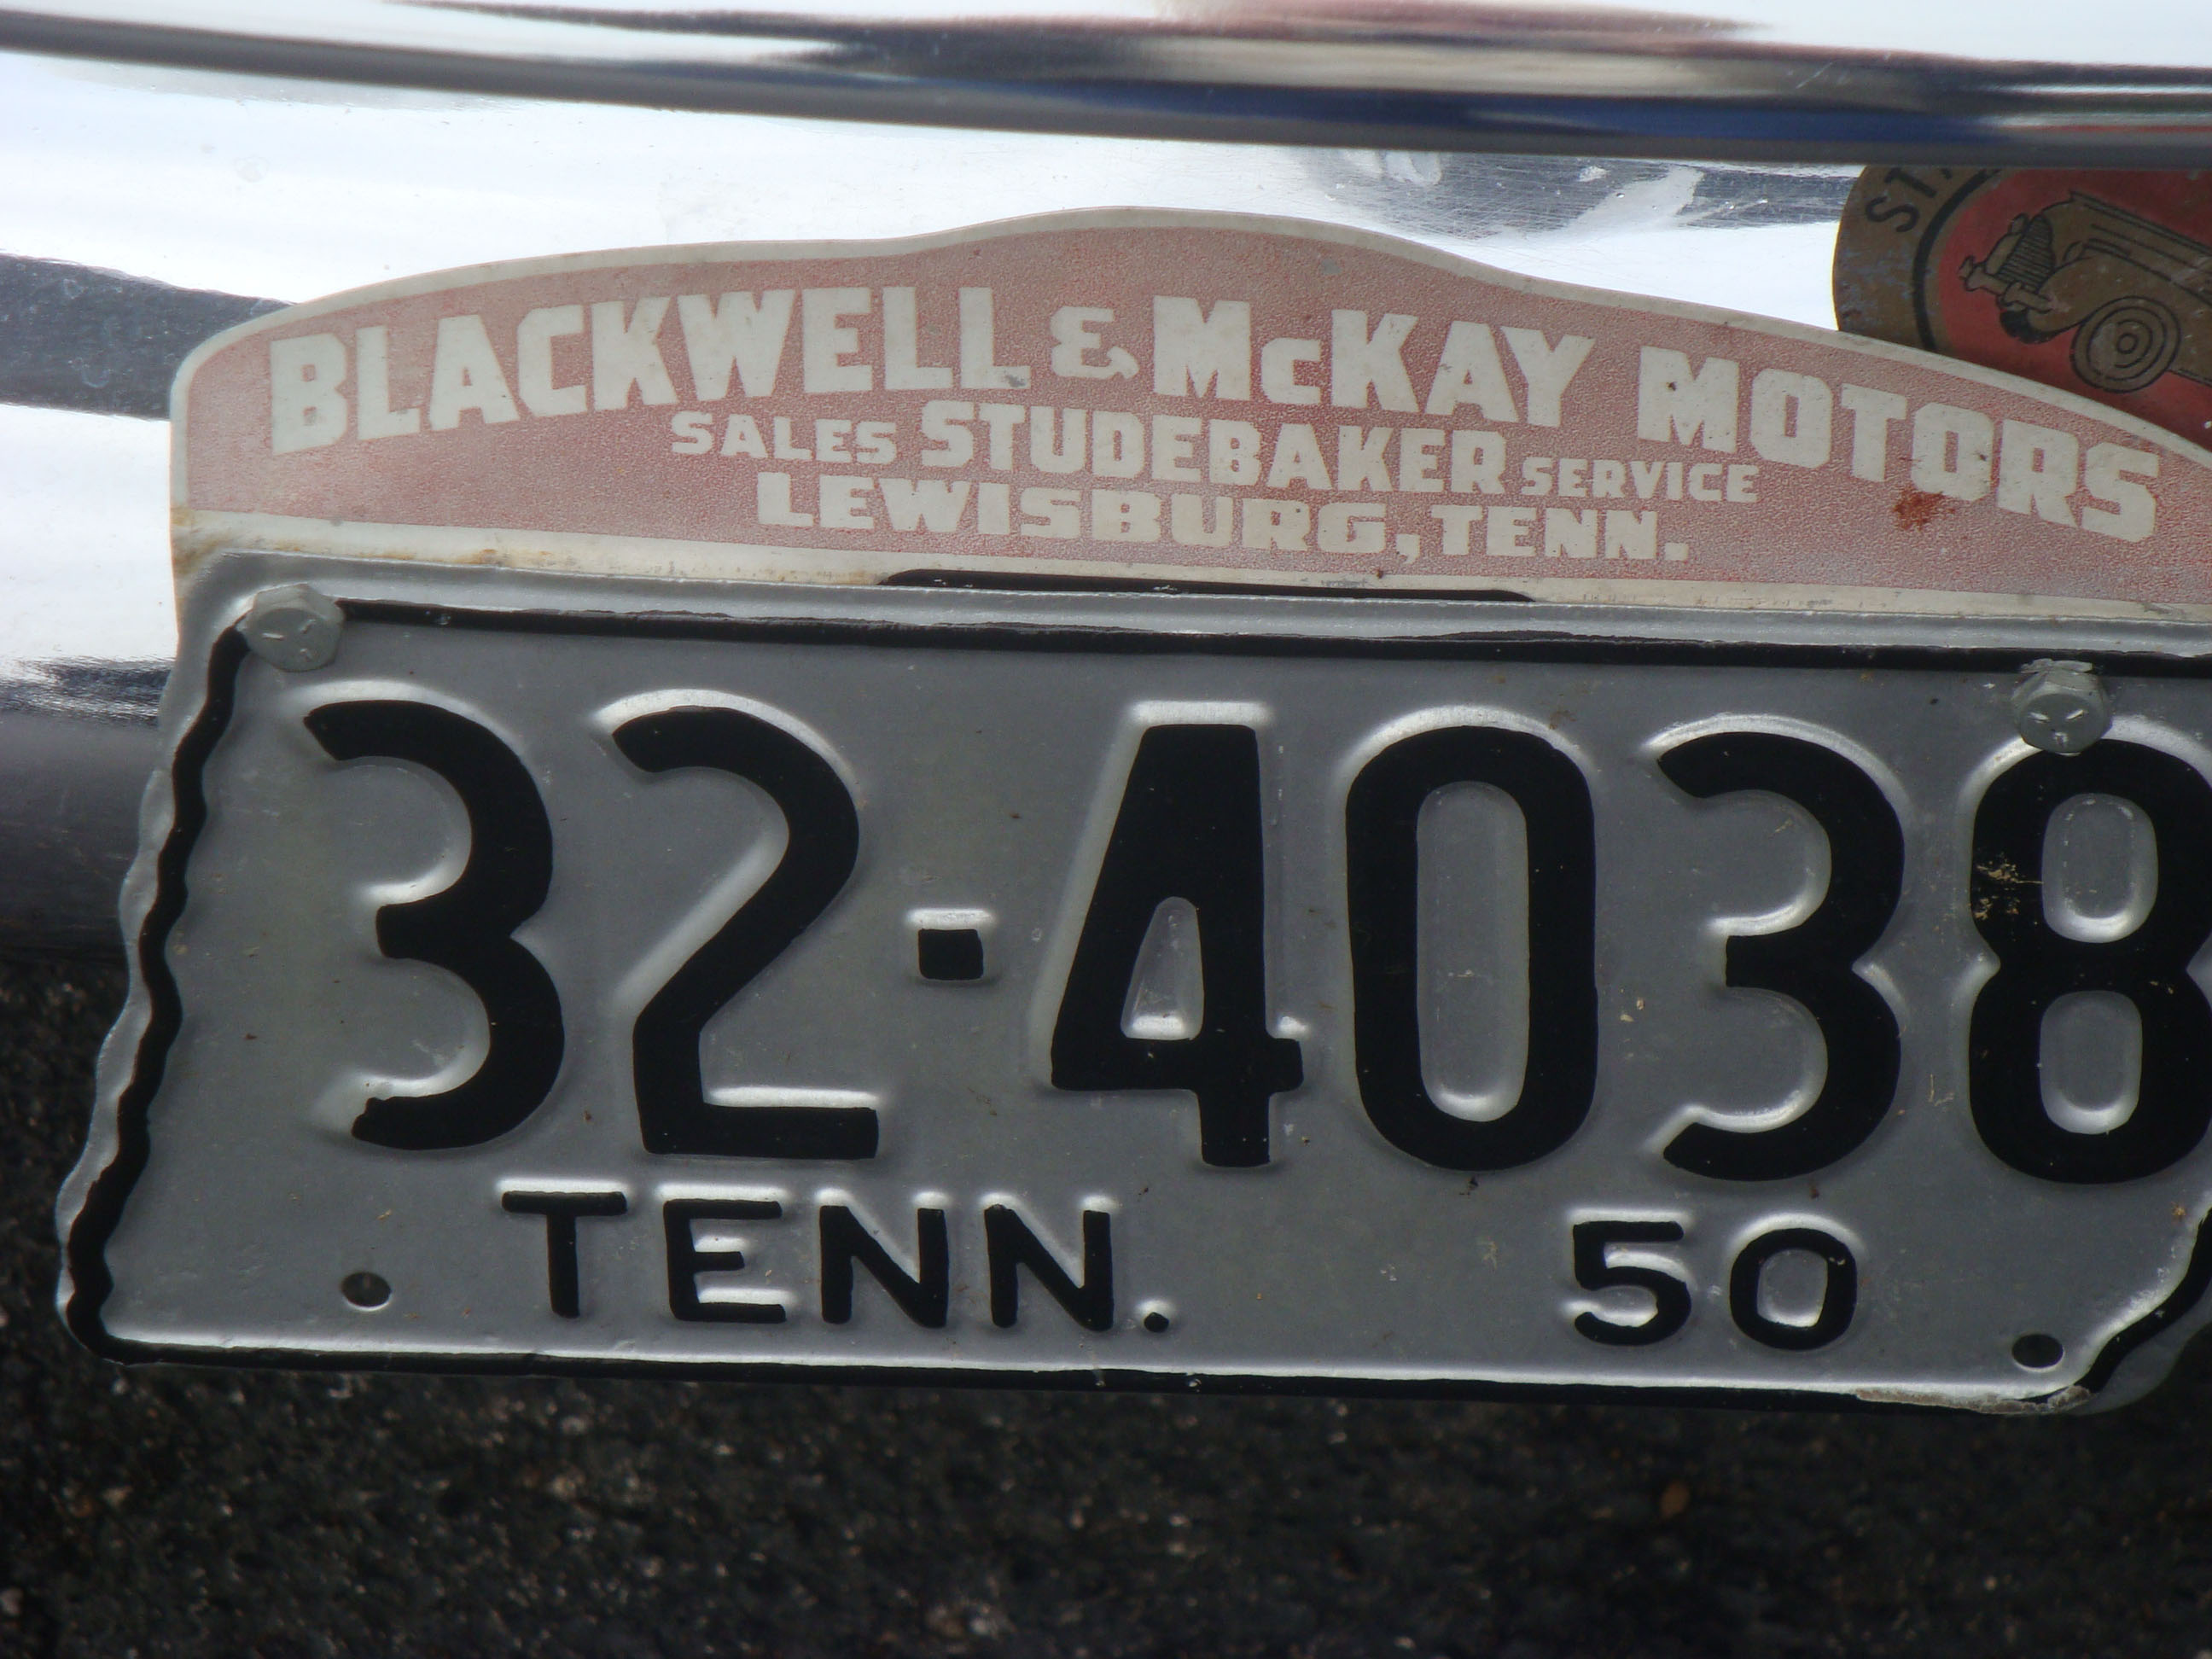 BLACKWELL & McKAY MOTORS
SALES STUDEBAKER SERVICE
LEWISBURG, TENN.
32-4038
TENN. 50